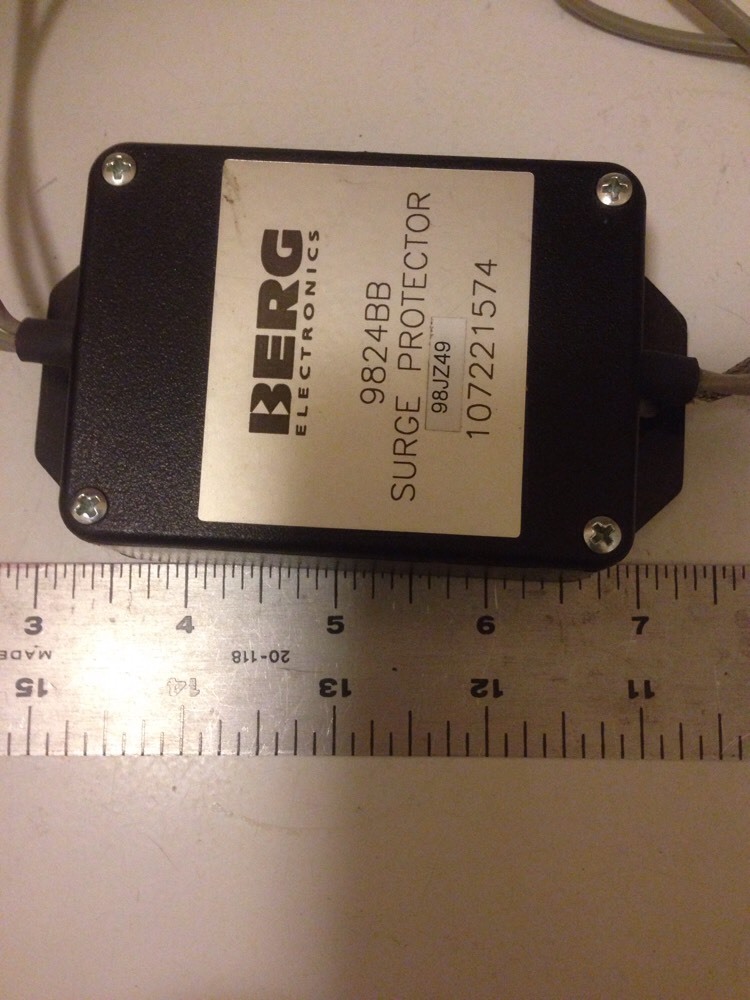 BERG
ELECTRONICS
9824BB
SURGE PROTECTOR
98JZ49
107221574
3 4 5 6 7
MADE
20-118
15 14 13 12 11